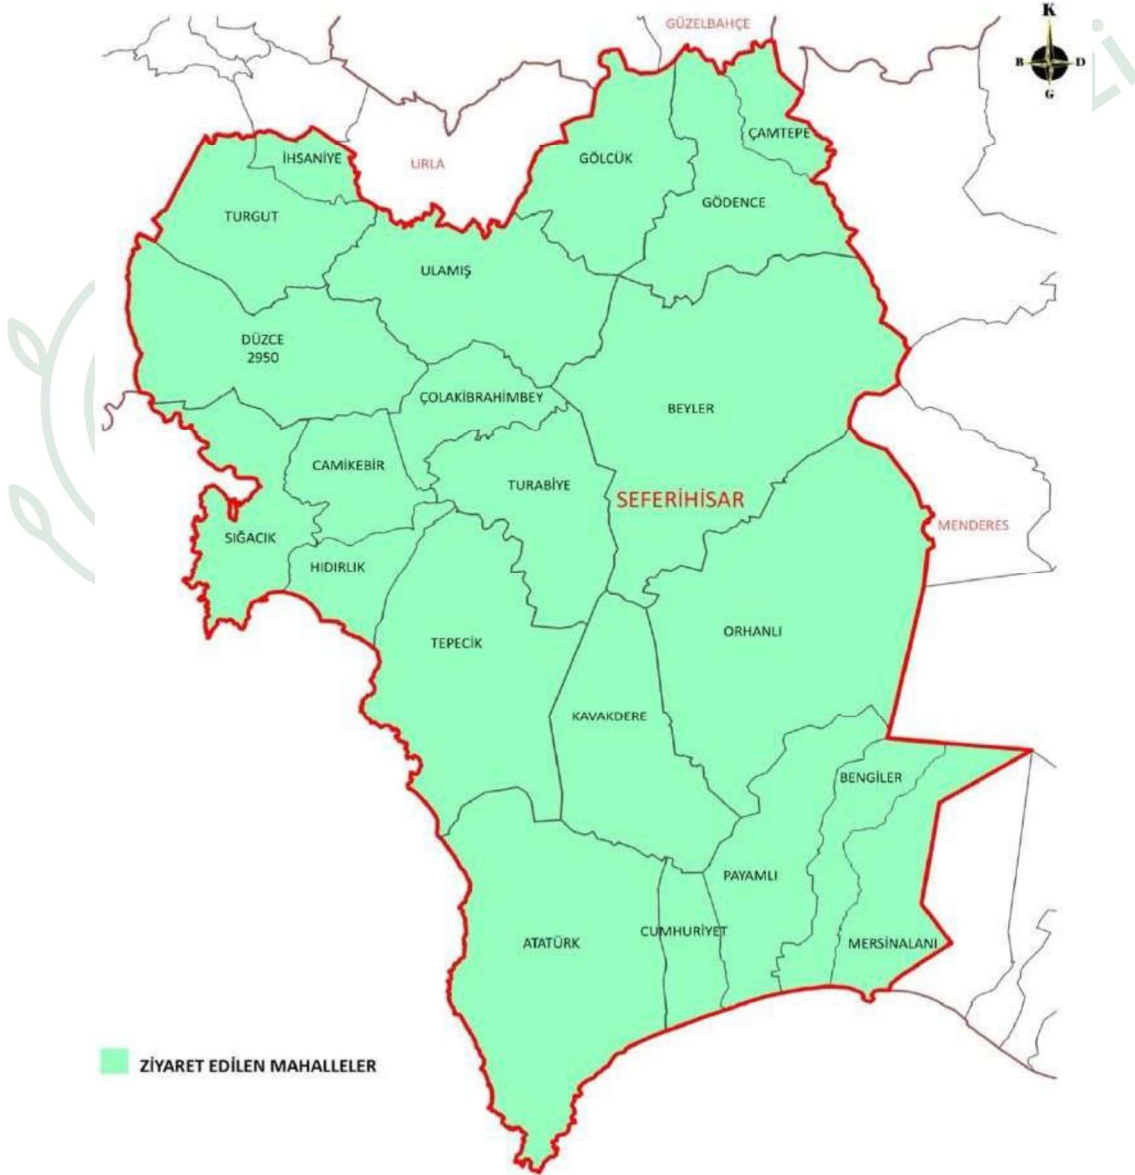 GÜZELBAHÇE
K
B
D
G
zi
ÇAMTEPE
İHSANİYE
URLA
GÖLCÜK
GÖDENCE
TURGUT
ULAMIŞ
DÜZCE
2950
ÇOLAKİBRAHİMBEY
BEYLER
CAMİKEBİR
TURABİYE
SEFERİHİSAR
SIĞACIK
MENDERES
HIDIRLIK
TEPECİK
ORHANLI
KAVAKDERE
BENGİLER
PAYAMLI
ATATÜRK
CUMHURİYET
MERSİNALANI
ZİYARET EDİLEN MAHALLELER